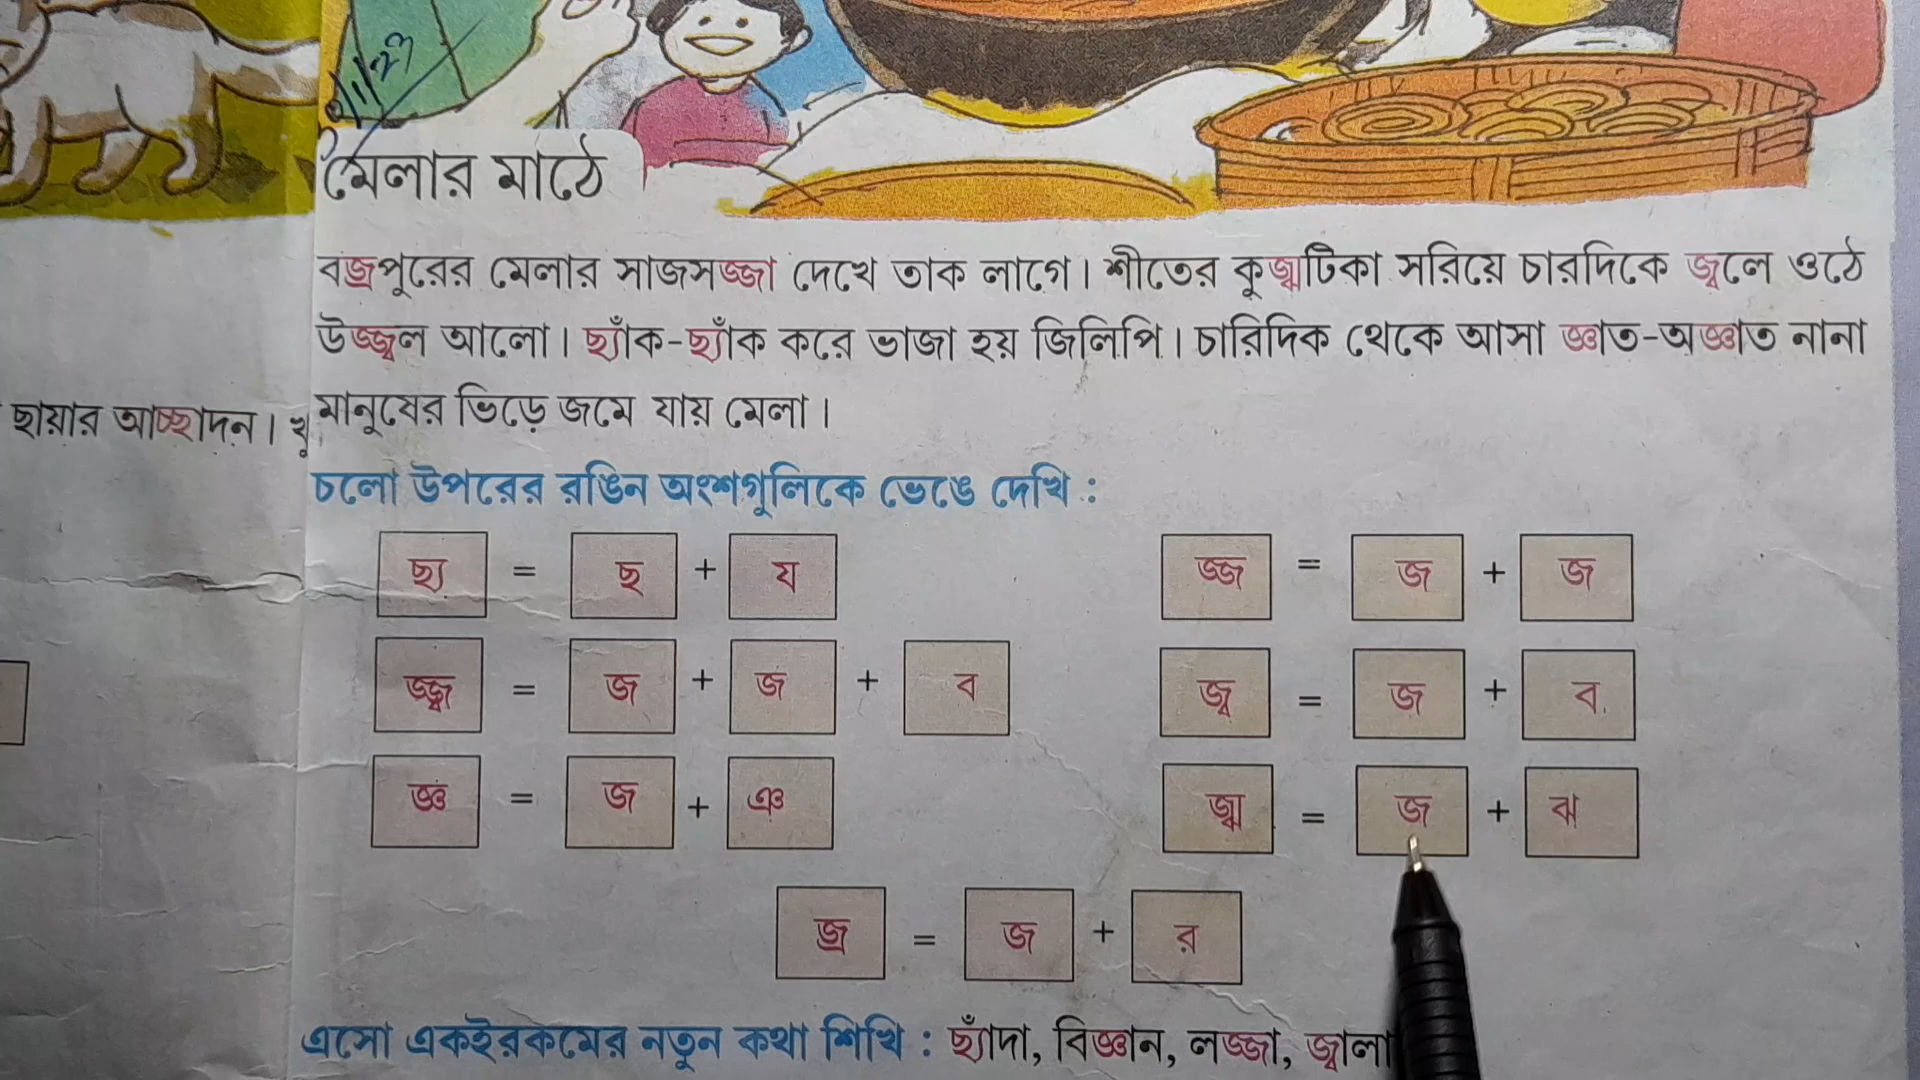 মেলার মাঠে
বজ্রপুরের মেলার সাজসজ্জা দেখে তাক লাগে। শীতের কুজ্ঝটিকা সরিয়ে চারদিকে জ্বলে ওঠে
উজ্জ্বল আলো। ছ্যাঁক-ছ্যাঁক করে ভাজা হয় জিলিপি। চারিদিক থেকে আসা জ্ঞাত-অজ্ঞাত নানা
ছায়ার আচ্ছাদন। খু
মানুষের ভিড়ে জমে যায় মেলা।
চলো উপরের রঙিন অংশগুলিকে ভেঙে দেখি :
ছ্য = ছ + য
জ্জ = জ + জ
জ্জ্ব = জ + জ + ব
জ্ব = জ + ব
জ্ঞ = জ + ঞ
জ্ঝ = জ + ঝ
জ্র = জ + র
এসো একইরকমের নতুন কথা শিখি : ছ্যাঁদা, বিজ্ঞান, লজ্জা, জ্বালা